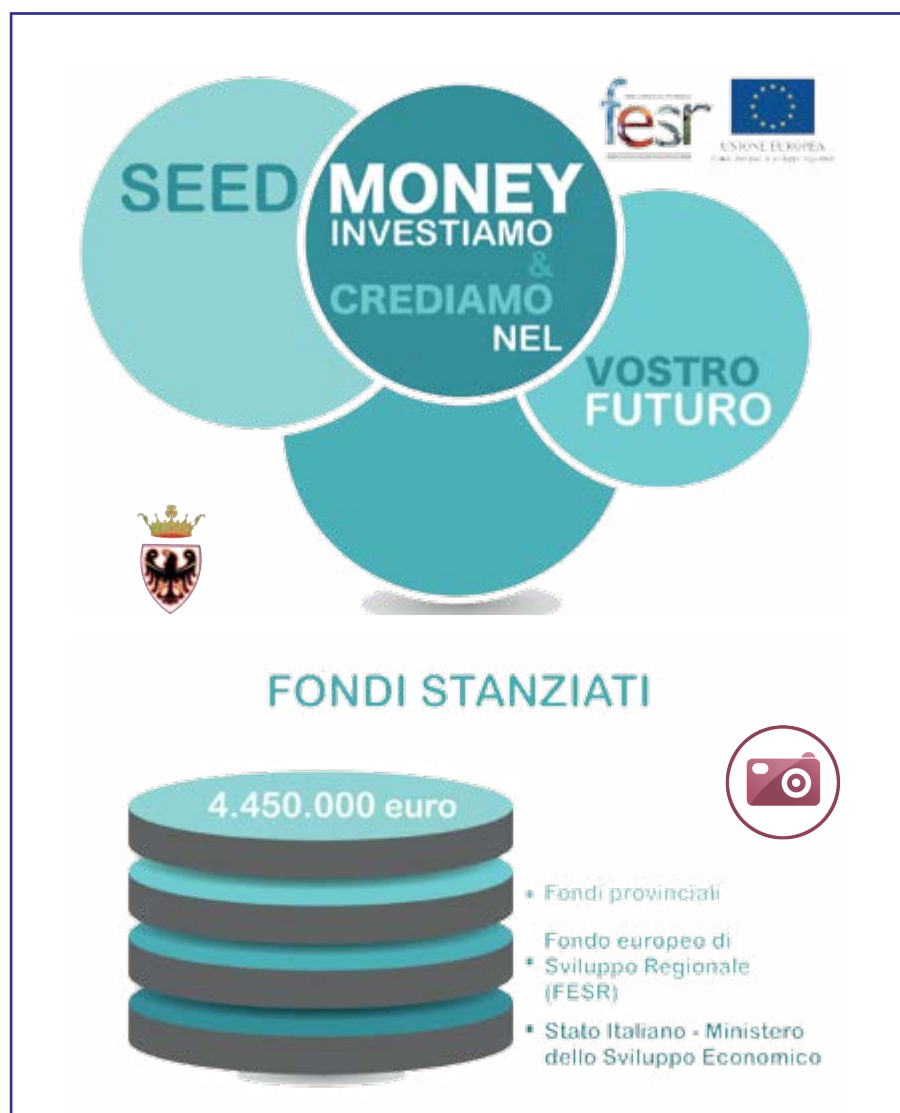 SEED MONEY
INVESTIAMO
&
CREDIAMO
NEL
VOSTRO
FUTURO
fesr
UNIONE EUROPEA
FONDI STANZIATI
4.450.000 euro
Fondi provinciali
Fondo europeo di
Sviluppo Regionale
(FESR)
Stato Italiano - Ministero
dello Sviluppo Economico